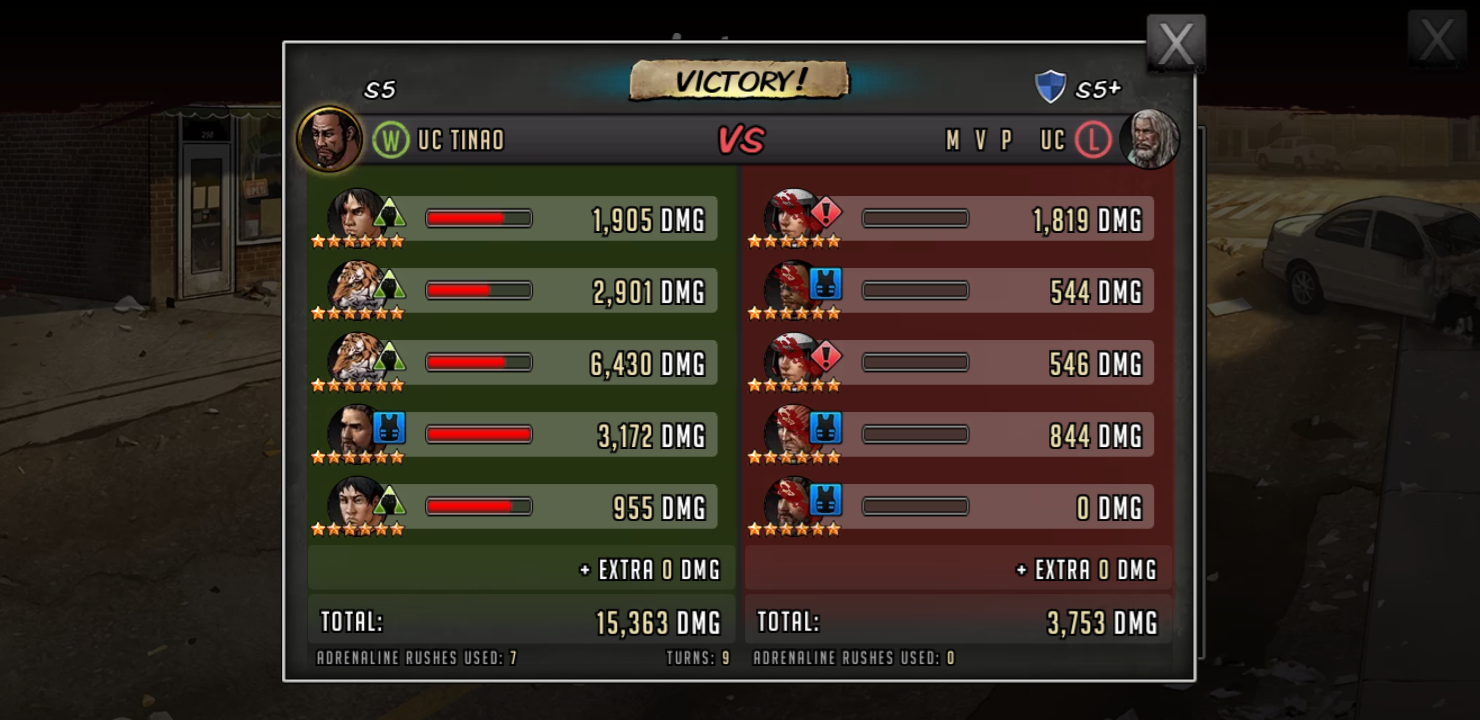 X
X
VICTORY!
S5
S5+
W UC TINAO
VS
M V P UC L
1,905 DMG
1,819 DMG
2,901 DMG
544 DMG
6,430 DMG
546 DMG
3,172 DMG
844 DMG
955 DMG
0 DMG
+ EXTRA 0 DMG
+ EXTRA 0 DMG
TOTAL: 15,363 DMG
TOTAL: 3,753 DMG
ADRENALINE RUSHES USED: 7
TURNS: 9
ADRENALINE RUSHES USED: 0